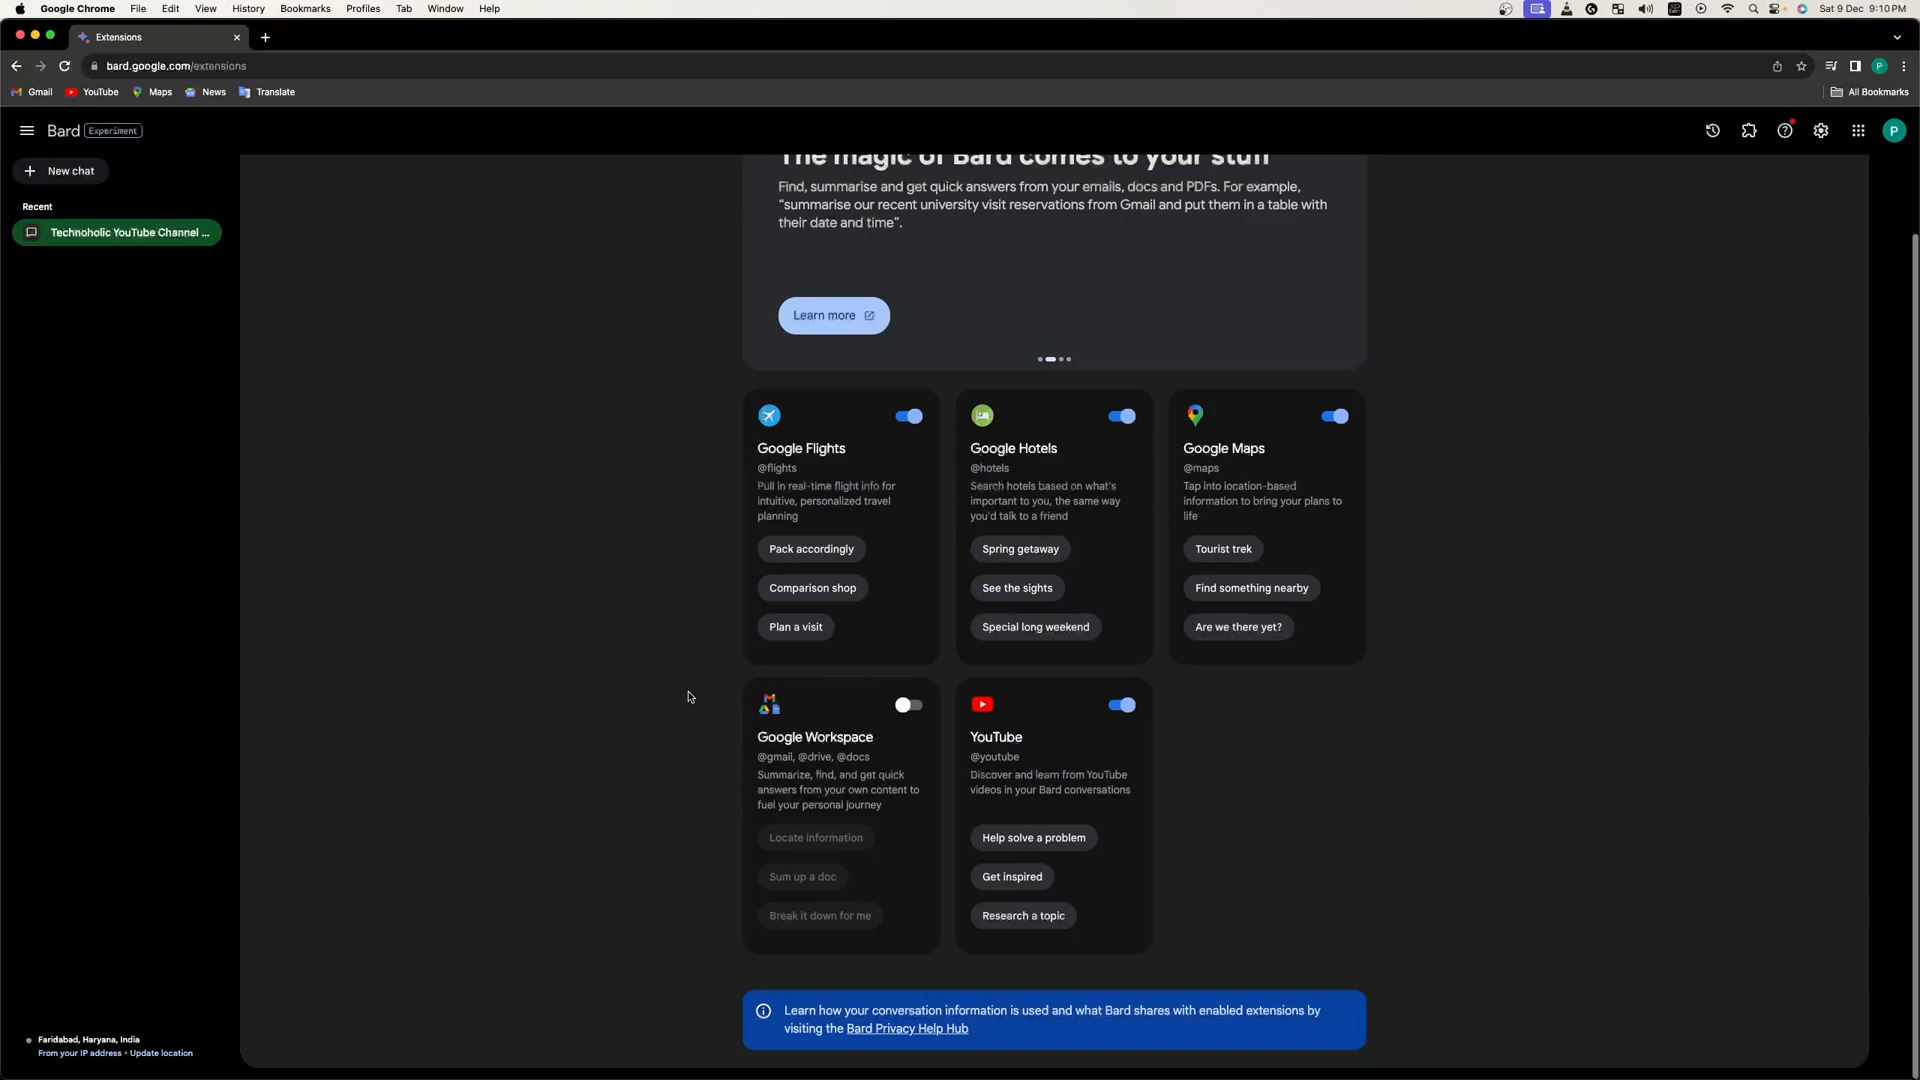 Google Chrome File Edit View History Bookmarks Profiles Tab Window Help Sat 9 Dec 9:10 PM
Extensions
bard.google.com/extensions
Gmail YouTube Maps News Translate All Bookmarks
Bard Experiment P
New chat
Recent
Technoholic YouTube Channel ...
The magic of Bard comes to your stuff
Find, summarise and get quick answers from your emails, docs and PDFs. For example,
“summarise our recent university visit reservations from Gmail and put them in a table with
their date and time”.
Learn more
Google Flights
@flights
Pull in real-time flight info for
intuitive, personalized travel
planning
Pack accordingly
Comparison shop
Plan a visit
Google Hotels
@hotels
Search hotels based on what's
important to you, the same way
you'd talk to a friend
Spring getaway
See the sights
Special long weekend
Google Maps
@maps
Tap into location-based
information to bring your plans to
life
Tourist trek
Find something nearby
Are we there yet?
Google Workspace
@gmail, @drive, @docs
Summarize, find, and get quick
answers from your own content to
fuel your personal journey
Locate information
Sum up a doc
Break it down for me
YouTube
@youtube
Discover and learn from YouTube
videos in your Bard conversations
Help solve a problem
Get inspired
Research a topic
Learn how your conversation information is used and what Bard shares with enabled extensions by
visiting the Bard Privacy Help Hub
Faridabad, Haryana, India
From your IP address • Update location